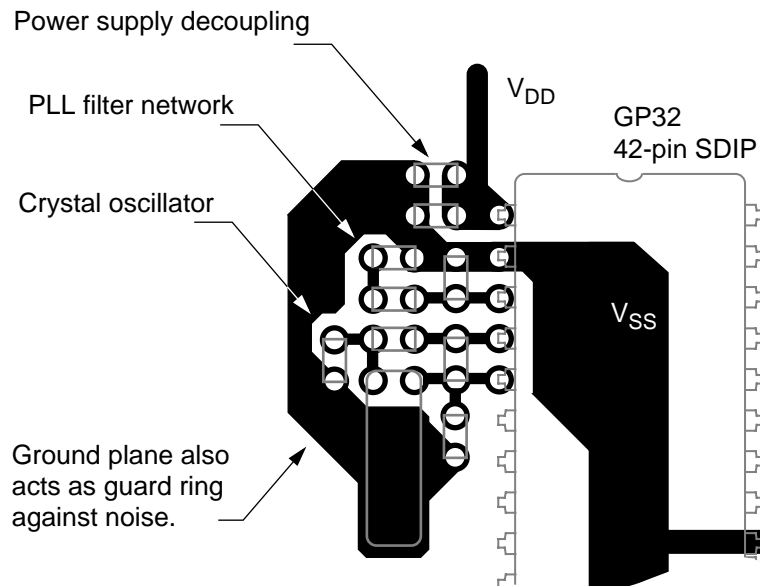 Power supply decoupling
PLL filter network
Crystal oscillator
Ground plane also
acts as guard ring
against noise.
VDD
GP32
42-pin SDIP
VSS